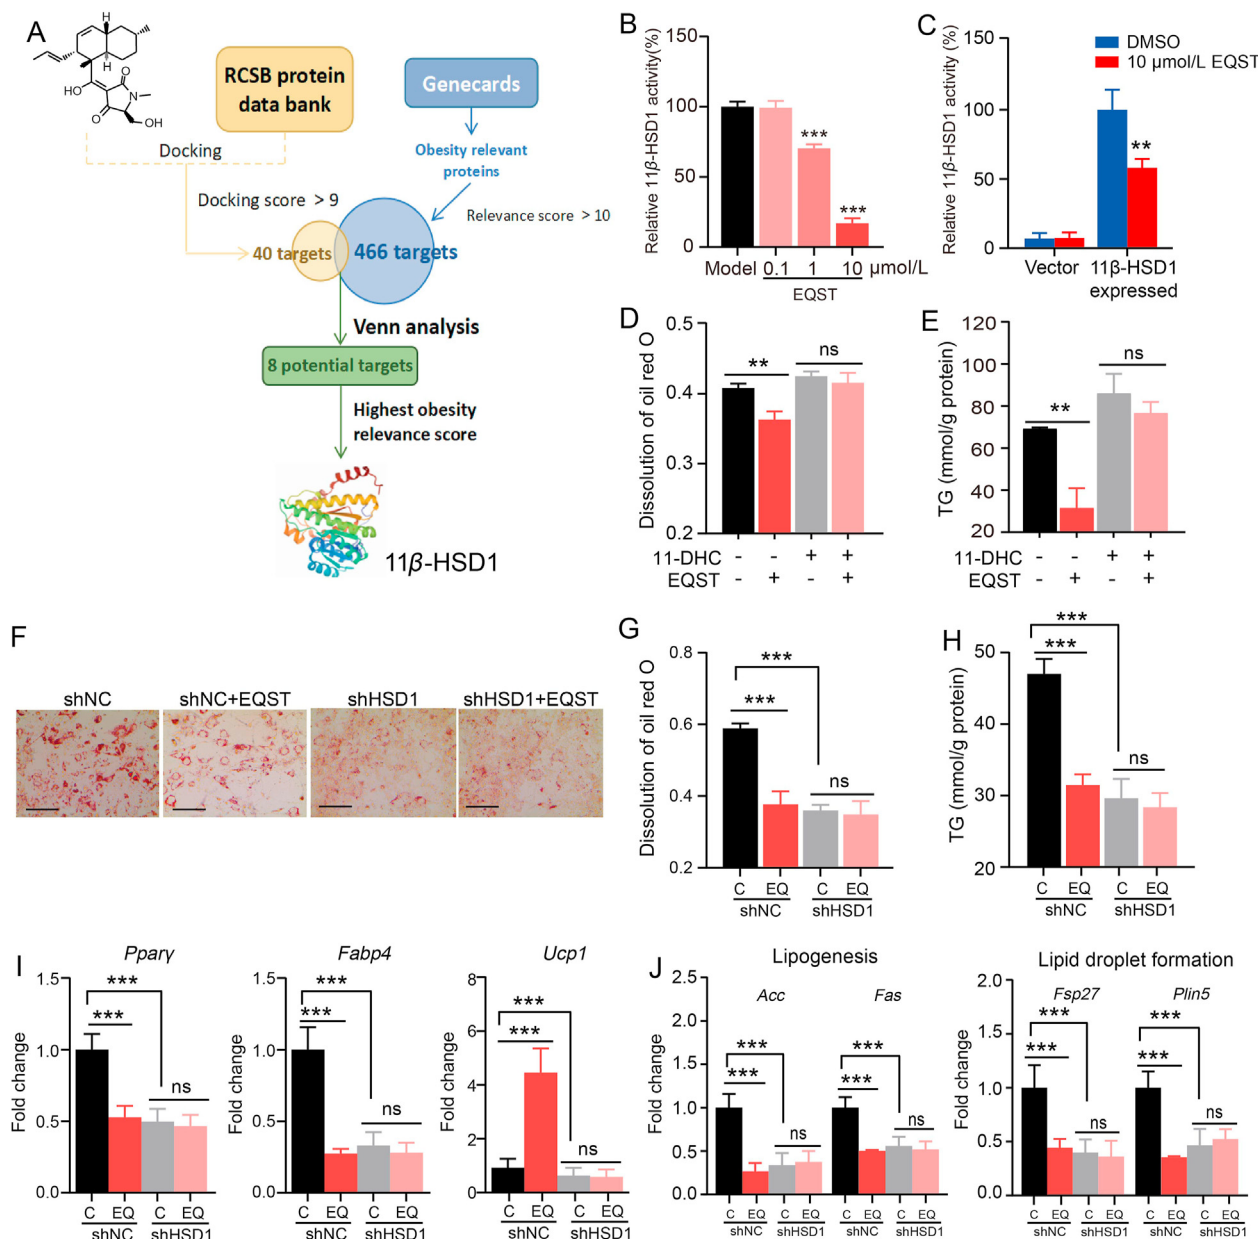 A
H
H
HO
O
N
O
OH
RCSB protein
data bank
Genecards
Docking
Obesity relevant
proteins
Docking score > 9
Relevance score > 10
40 targets
466 targets
Venn analysis
8 potential targets
Highest obesity
relevance score
11β-HSD1
B
Relative 11β-HSD1 activity(%)
150
100
50
0
***
***
Model 0.1 1 10 μmol/L
EQST
C
Relative 11β-HSD1 activity (%)
150
100
50
0
DMSO
10 μmol/L EQST
**
Vector
11β-HSD1
expressed
D
Dissolution of oil red O
0.5
0.4
0.3
0.2
**
ns
11-DHC - - + +
EQST - + - +
E
TG (mmol/g protein)
120
100
80
60
40
20
**
ns
11-DHC - - + +
EQST - + - +
F
shNC
shNC+EQST
shHSD1
shHSD1+EQST
G
Dissolution of oil red O
0.8
0.6
0.4
0.2
***
***
ns
C EQ C EQ
shNC shHSD1
H
TG (mmol/g protein)
50
40
30
20
***
***
ns
C EQ C EQ
shNC shHSD1
I
Pparγ
Fold change
1.5
1.0
0.5
0.0
***
***
ns
C EQ C EQ
shNC shHSD1
Fabp4
Fold change
1.5
1.0
0.5
0.0
***
***
ns
C EQ C EQ
shNC shHSD1
Ucp1
Fold change
8
6
4
2
0
***
***
ns
C EQ C EQ
shNC shHSD1
J
Lipogenesis
Acc
Fas
Fold change
2.5
2.0
1.5
1.0
0.5
0.0
***
***
ns
***
***
ns
C EQ C EQ C EQ C EQ
shNC shHSD1 shNC shHSD1
Lipid droplet formation
Fsp27
Plin5
Fold change
2.0
1.5
1.0
0.5
0.0
***
***
ns
***
***
ns
C EQ C EQ C EQ C EQ
shNC shHSD1 shNC shHSD1